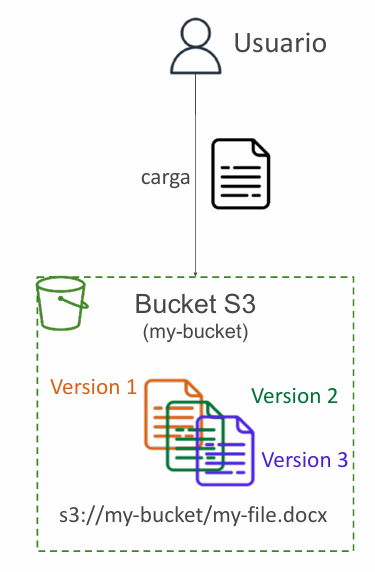 Usuario
carga
Bucket S3
(my-bucket)
Version 1
Version 2
Version 3
s3://my-bucket/my-file.docx